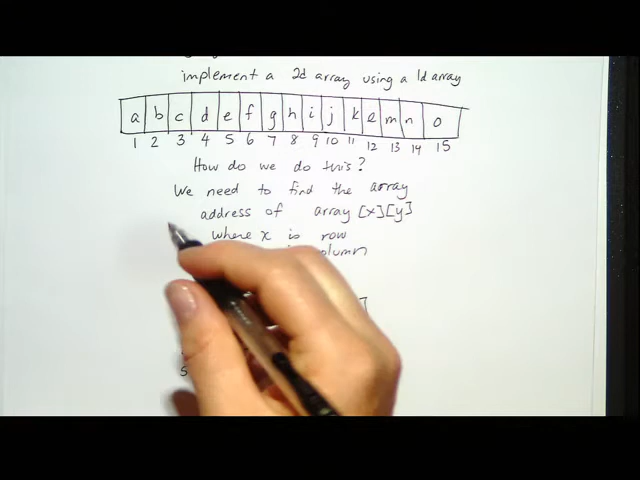 implement a 2d array using a 1d array
a b c d e f g h i j k l m n o
1 2 3 4 5 6 7 8 9 10 11 12 13 14 15
How do we do this?
We need to find the array
address of array [x][y]
where x is row
column
]
5